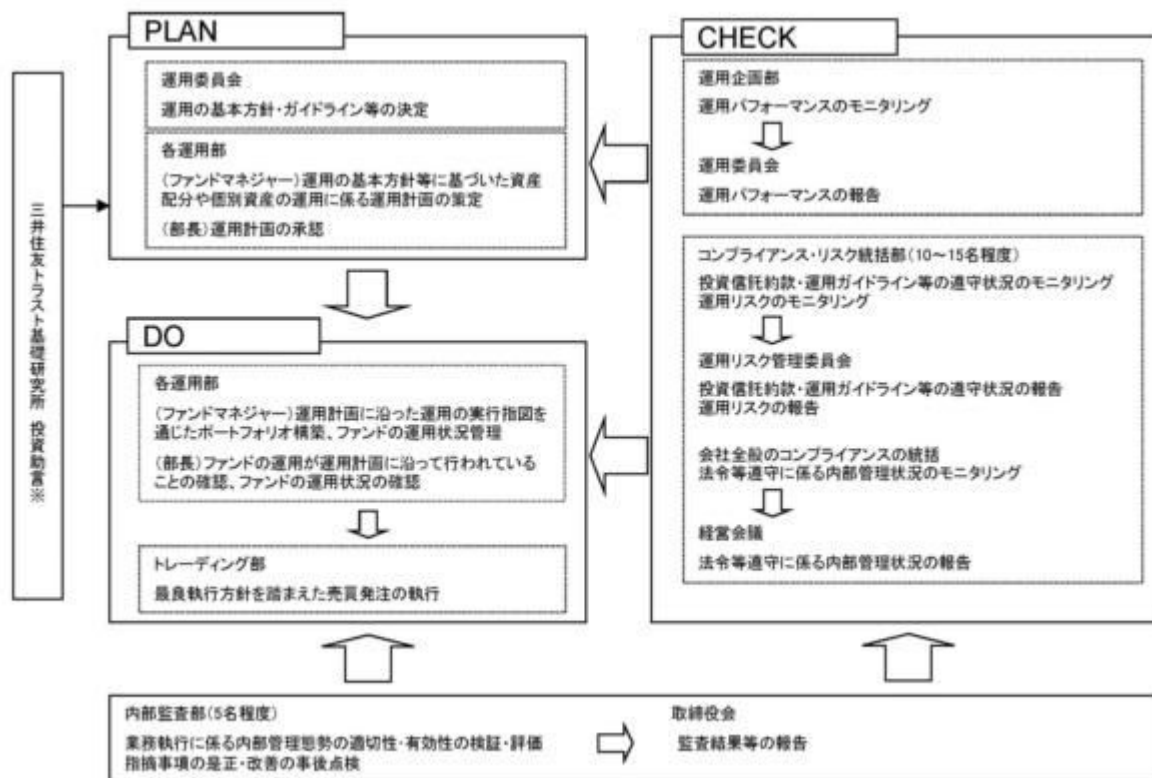 PLAN
運用委員会
運用の基本方針・ガイドライン等の決定
各運用部
(ファンドマネジャー)運用の基本方針等に基づいた資産
配分や個別資産の運用に係る運用計画の策定
(部長)運用計画の承認
DO
各運用部
(ファンドマネジャー)運用計画に沿った運用の実行指図を
通じたポートフォリオ構築、ファンドの運用状況管理
(部長)ファンドの運用が運用計画に沿って行われている
ことの確認、ファンドの運用状況の確認
トレーディング部
最良執行方針を踏まえた売買発注の執行
CHECK
運用企画部
運用パフォーマンスのモニタリング
運用委員会
運用パフォーマンスの報告
コンプライアンス・リスク統括部(10~15名程度)
投資信託約款・運用ガイドライン等の遵守状況のモニタリング
運用リスクのモニタリング
運用リスク管理委員会
投資信託約款・運用ガイドライン等の遵守状況の報告
運用リスクの報告
会社全般のコンプライアンスの統括
法令等遵守に係る内部管理状況のモニタリング
経営会議
法令等遵守に係る内部管理状況の報告
三井住友トラスト基礎研究所 投資助言※
内部監査部(5名程度)
業務執行に係る内部管理態勢の適切性・有効性の検証・評価
指摘事項の是正・改善の事後点検
取締役会
監査結果等の報告